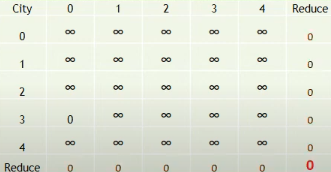 City 0 1 2 3 4 Reduce
0 ∞ ∞ ∞ ∞ ∞ 0
1 ∞ ∞ ∞ ∞ ∞ 0
2 ∞ ∞ ∞ ∞ ∞ 0
3 0 ∞ ∞ ∞ ∞ 0
4 ∞ ∞ ∞ ∞ ∞ 0
Reduce 0 0 0 0 0 0